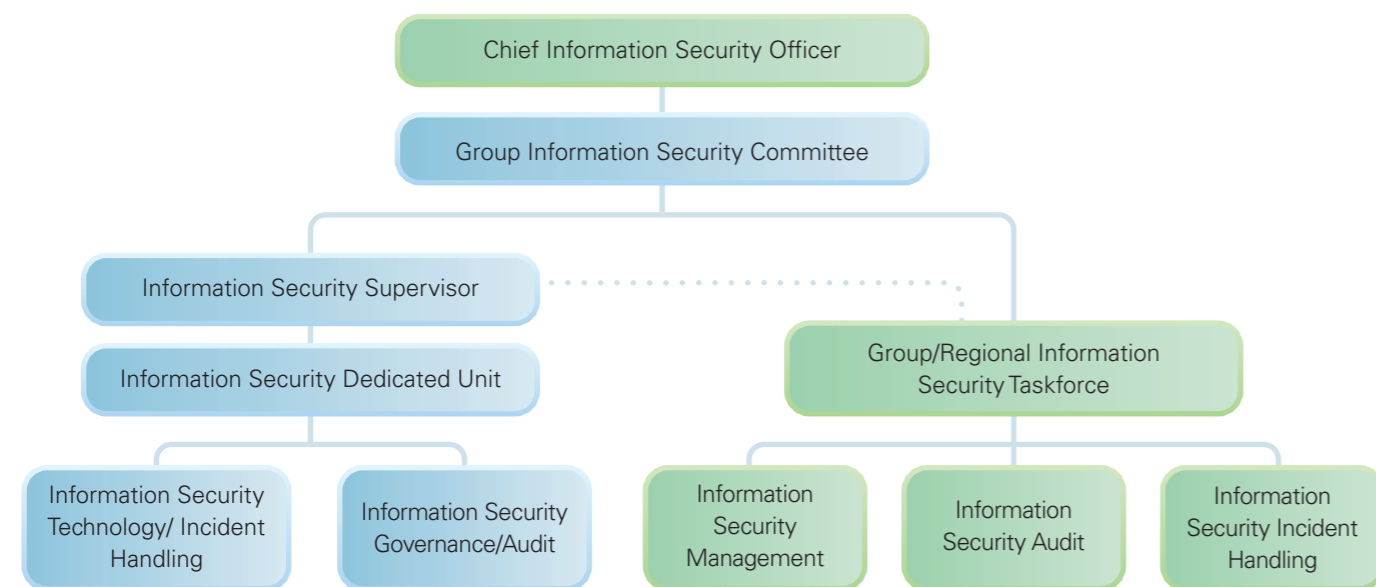 Chief Information Security Officer
Group Information Security Committee
Information Security Supervisor
Group/Regional Information
Security Taskforce
Information Security Dedicated Unit
Information Security
Technology/ Incident
Handling
Information Security
Governance/Audit
Information
Security
Management
Information
Security Audit
Information
Security Incident
Handling